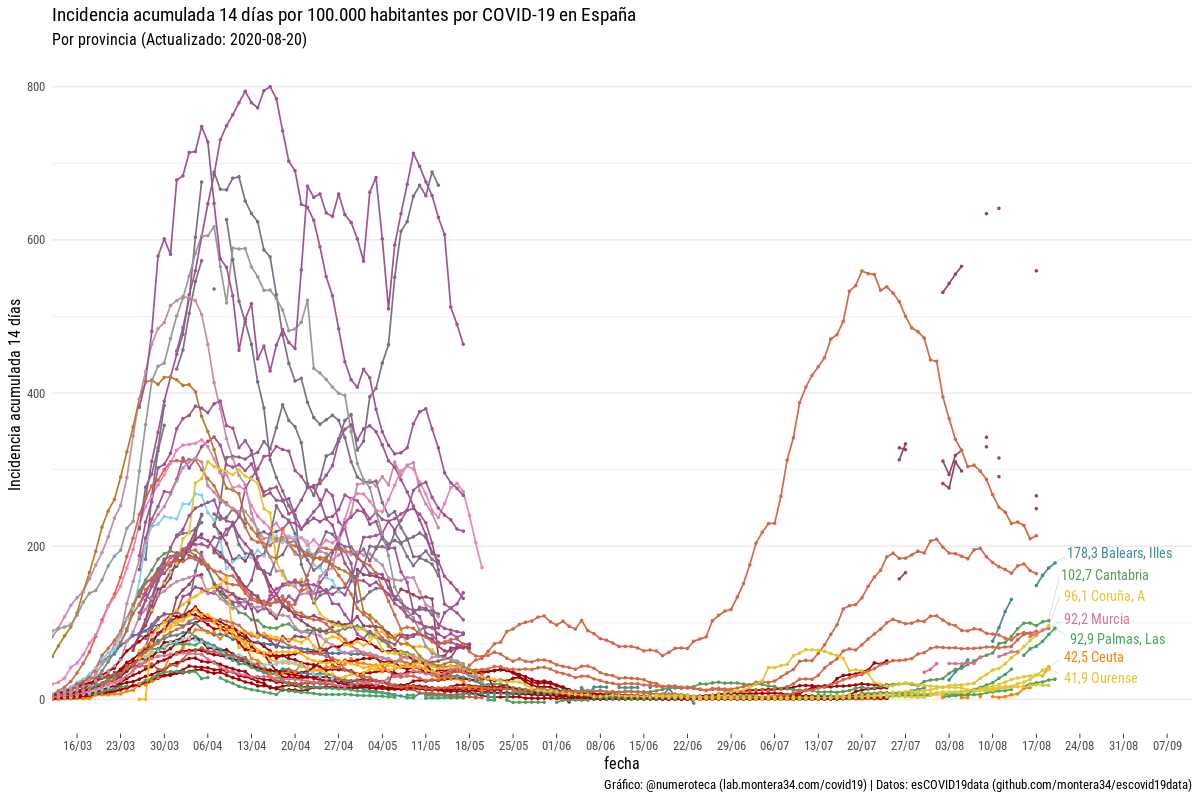 Incidencia acumulada 14 días por 100.000 habitantes por COVID-19 en España
Por provincia (Actualizado: 2020-08-20)
Incidencia acumulada 14 días
800
600
400
200
0
178,3 Balears, Illes
102,7 Cantabria
96,1 Coruña, A
92,2 Murcia
92,9 Palmas, Las
42,5 Ceuta
41,9 Ourense
16/03 23/03 30/03 06/04 13/04 20/04 27/04 04/05 11/05 18/05 25/05 01/06 08/06 15/06 22/06 29/06 06/07 13/07 20/07 27/07 03/08 10/08 17/08 24/08 31/08 07/09
fecha
Gráfico: @numeroteca (lab.montera34.com/covid19) | Datos: esCOVID19data (github.com/montera34/escovid19data)